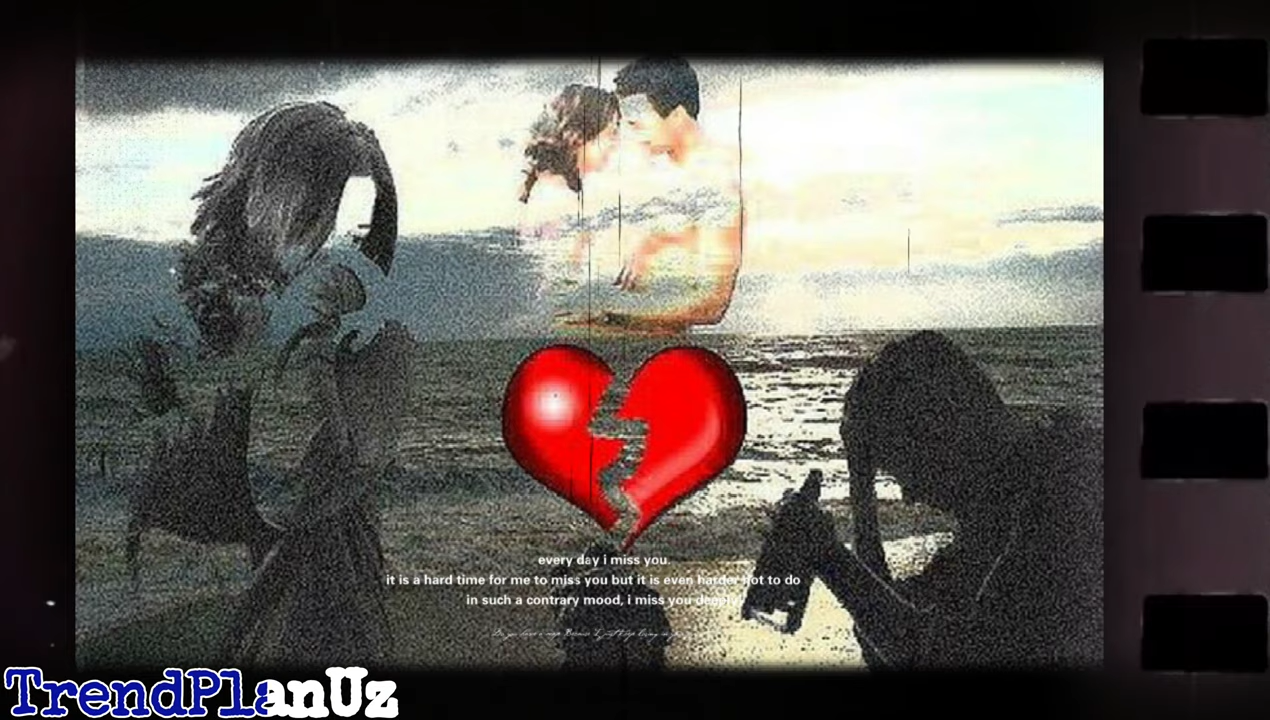 every day i miss you.
it is a hard time for me to miss you but it is even harder not to do
in such a contrary mood, i miss you deeply
TrendPlanUz